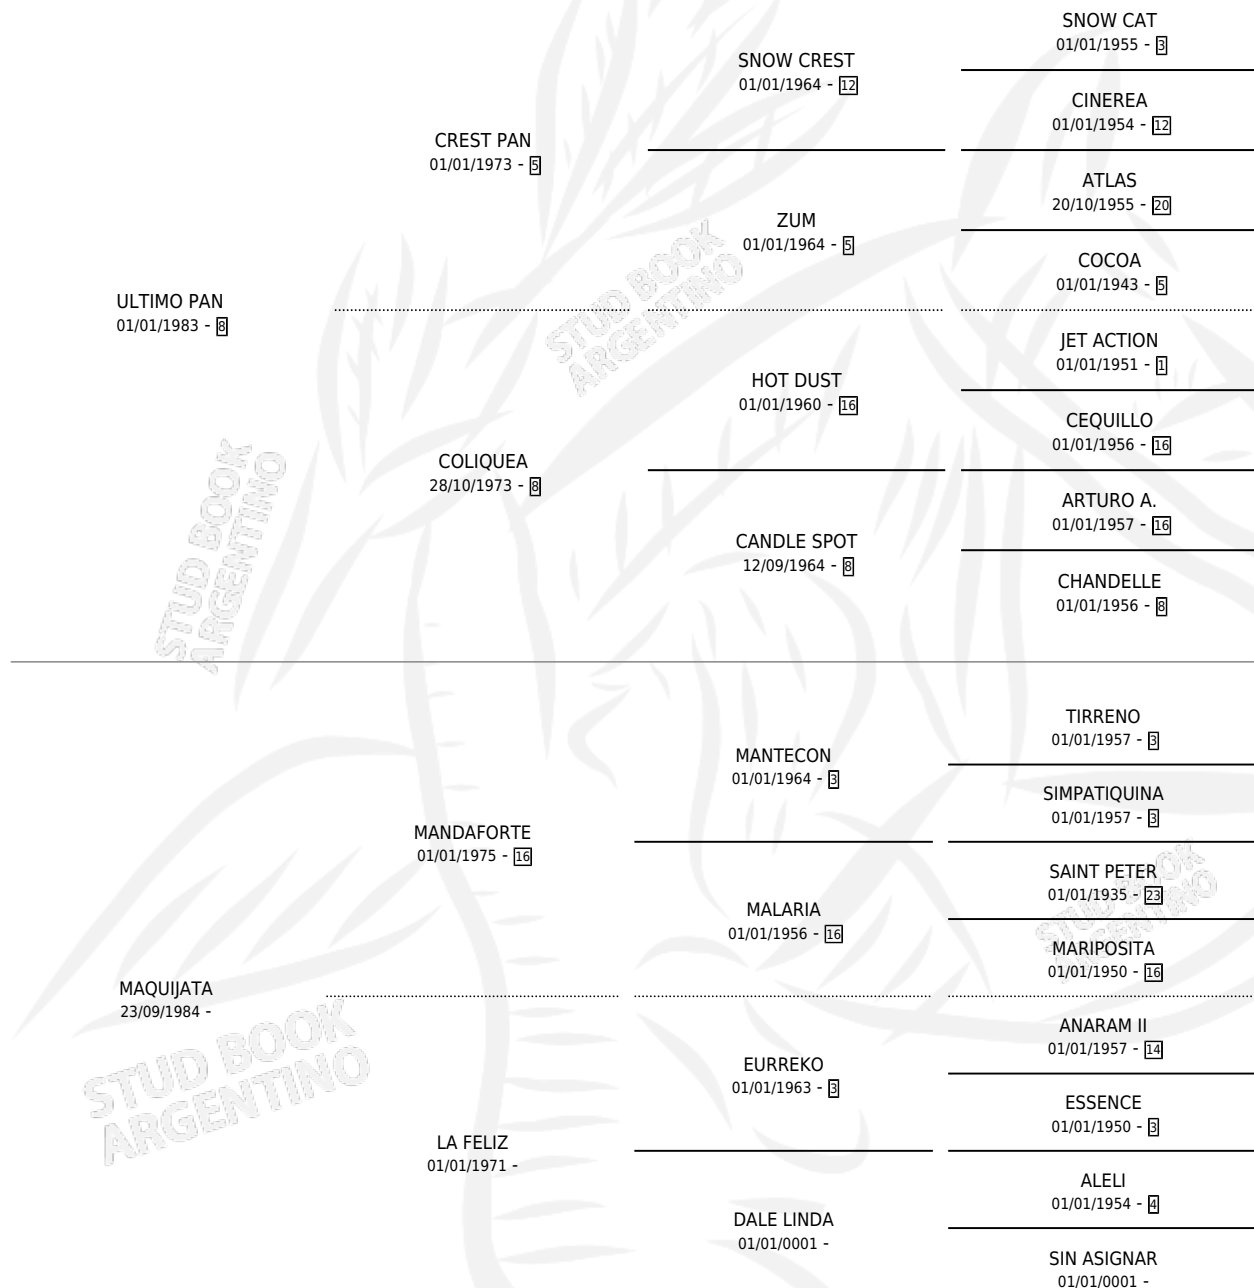 SNOW CAT
01/01/1955 - 3
SNOW CREST
01/01/1964 - 12
CINEREA
01/01/1954 - 12
CREST PAN
01/01/1973 - 5
ATLAS
20/10/1955 - 20
ZUM
01/01/1964 - 5
COCOA
01/01/1943 - 5
ULTIMO PAN
01/01/1983 - 8
JET ACTION
01/01/1951 - 1
HOT DUST
01/01/1960 - 16
CEQUILLO
01/01/1956 - 16
COLIQUEA
28/10/1973 - 8
ARTURO A.
01/01/1957 - 16
CANDLE SPOT
12/09/1964 - 8
CHANDELLE
01/01/1956 - 8
STUD BOOK
ARGENTINO
STUD BOOK
ARGENTINO
TIRRENO
01/01/1957 - 3
MANTECON
01/01/1964 - 3
SIMPATIQUINA
01/01/1957 - 3
MANDAFORTE
01/01/1975 - 16
SAINT PETER
01/01/1935 - 23
MALARIA
01/01/1956 - 16
MARIPOSITA
01/01/1950 - 16
STUD BOOK
ARGENTINO
MAQUIJATA
23/09/1984 -
ANARAM II
01/01/1957 - 14
EURREKO
01/01/1963 - 3
ESSENCE
01/01/1950 - 3
STUD BOOK
ARGENTINO
LA FELIZ
01/01/1971 -
ALELI
01/01/1954 - 4
DALE LINDA
01/01/0001 -
SIN ASIGNAR
01/01/0001 -